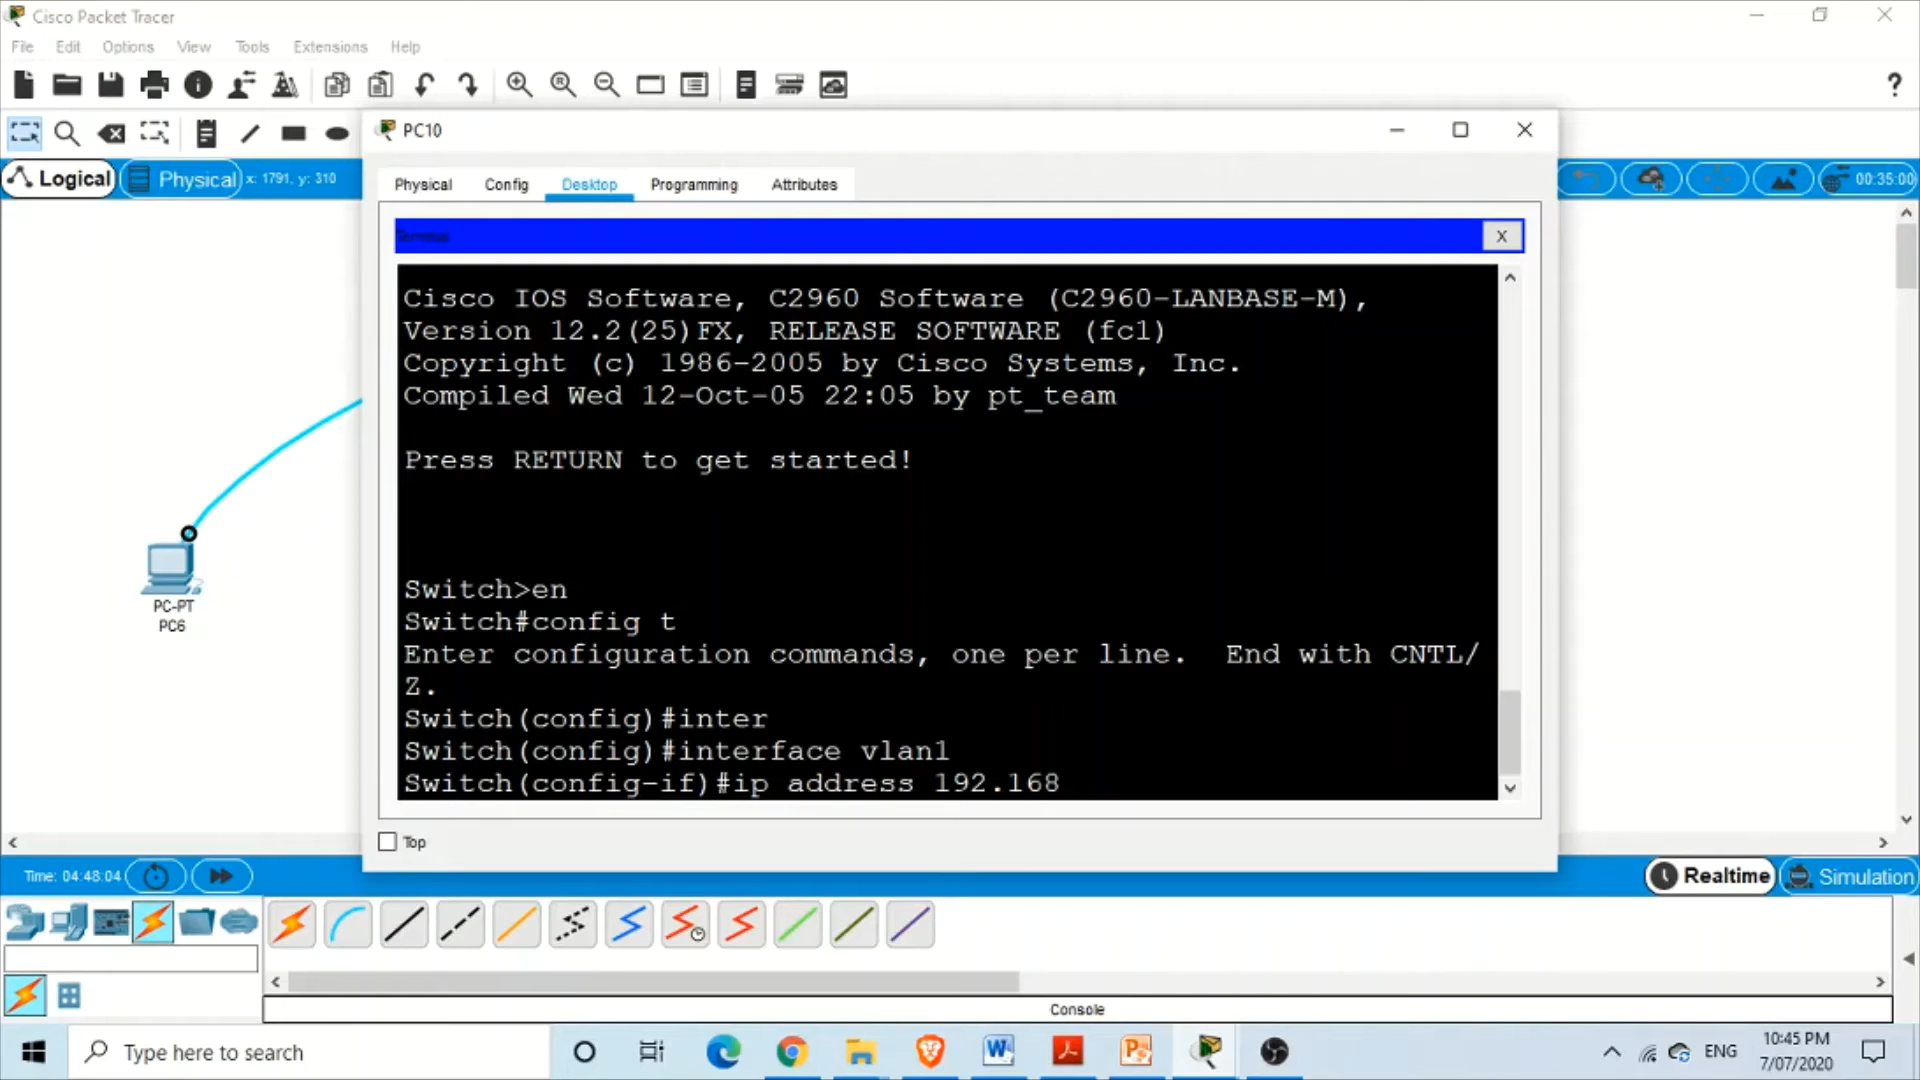 Cisco Packet Tracer
File Edit Options View Tools Extensions Help
PC10
Logical Physical x: 1791, y: 310
00:35:00
Physical Config Desktop Programming Attributes
Terminal
X
Cisco IOS Software, C2960 Software (C2960-LANBASE-M),
Version 12.2(25)FX, RELEASE SOFTWARE (fc1)
Copyright (c) 1986-2005 by Cisco Systems, Inc.
Compiled Wed 12-Oct-05 22:05 by pt_team
Press RETURN to get started!
Switch>en
Switch#config t
Enter configuration commands, one per line.  End with CNTL/
Z.
Switch(config)#inter
Switch(config)#interface vlan1
Switch(config-if)#ip address 192.168
PC-PT
PC6
Top
Time: 04:48:04
Realtime Simulation
Console
Type here to search
ENG
10:45 PM
7/07/2020